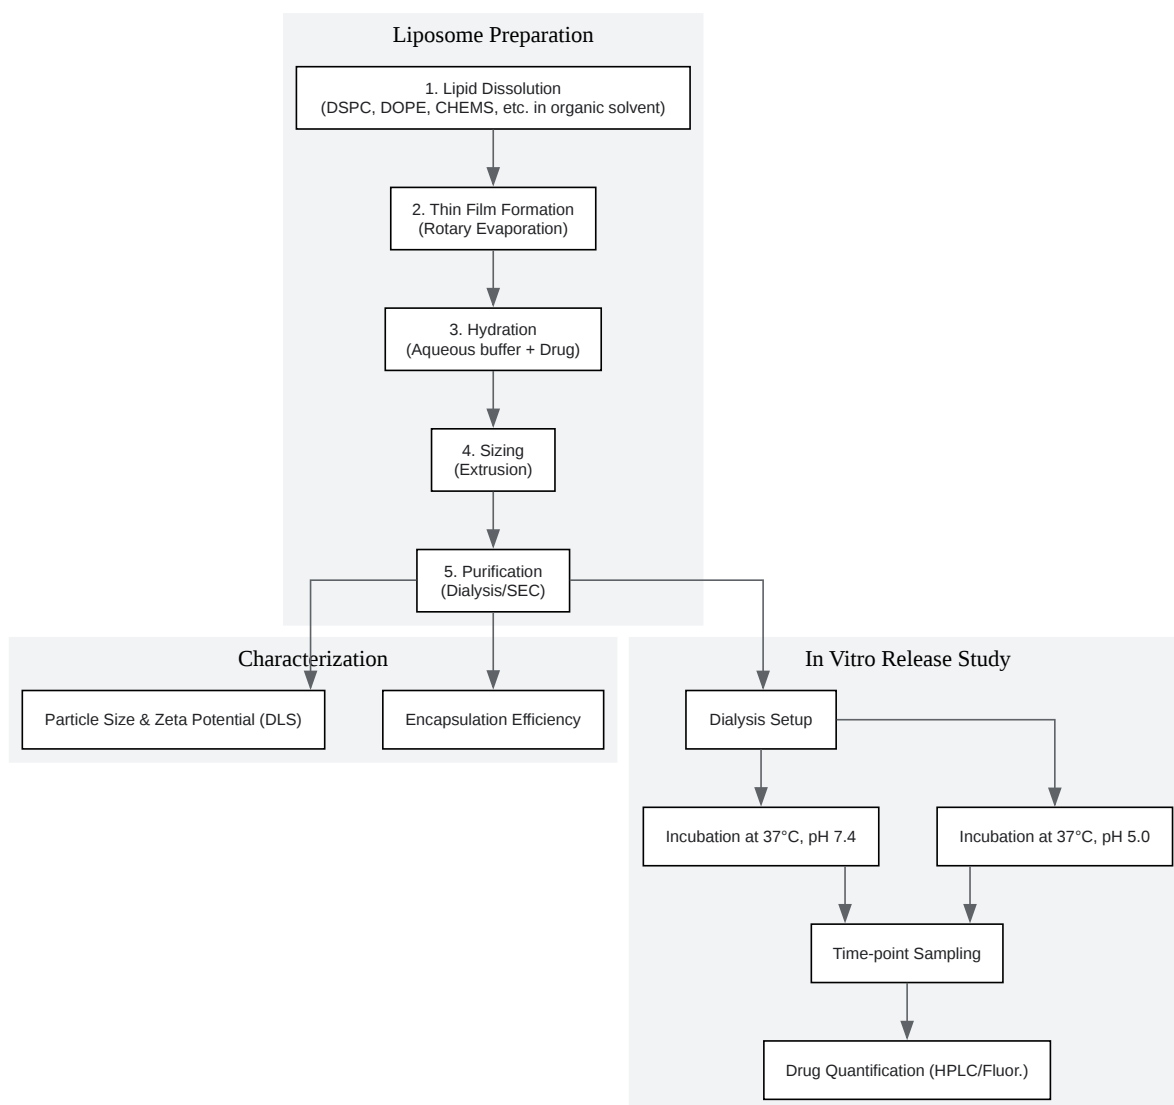 Liposome Preparation
1. Lipid Dissolution
(DSPC, DOPE, CHEMS, etc. in organic solvent)
2. Thin Film Formation
(Rotary Evaporation)
3. Hydration
(Aqueous buffer + Drug)
4. Sizing
(Extrusion)
5. Purification
(Dialysis/SEC)
Characterization
Particle Size & Zeta Potential (DLS)
Encapsulation Efficiency
In Vitro Release Study
Dialysis Setup
Incubation at 37°C, pH 7.4
Incubation at 37°C, pH 5.0
Time-point Sampling
Drug Quantification (HPLC/Fluor.)